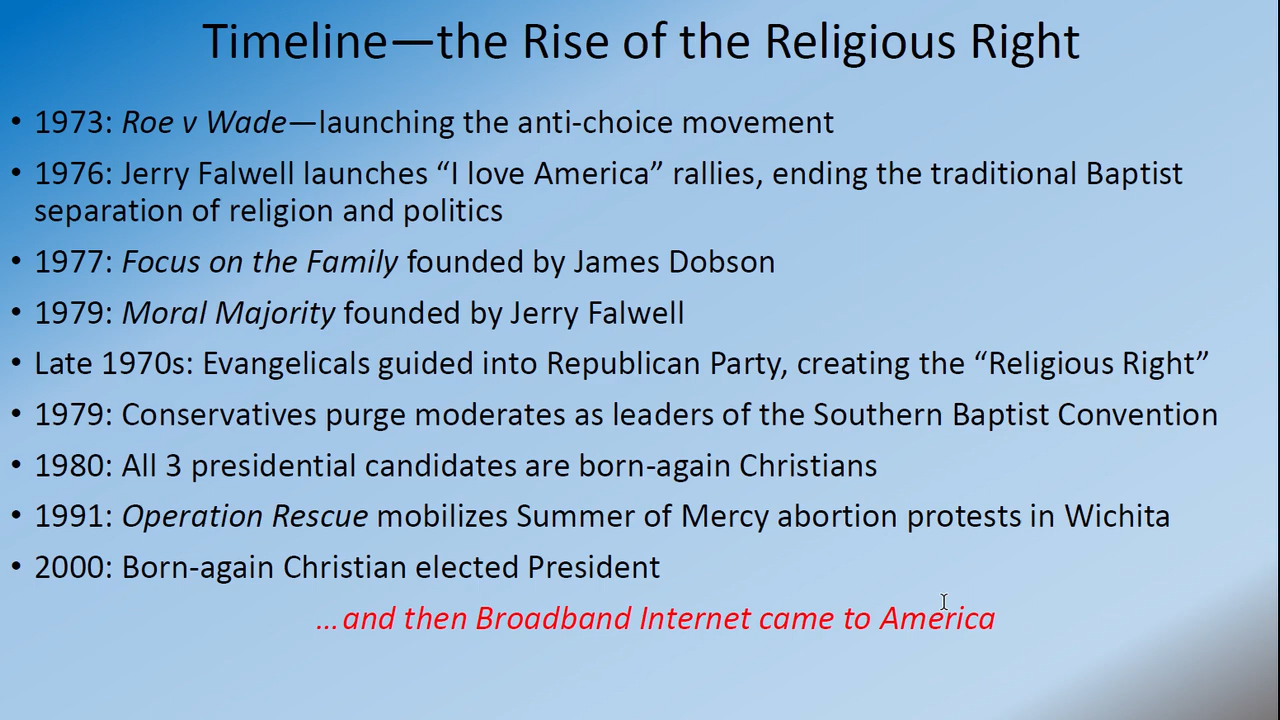 Timeline—the Rise of the Religious Right
• 1973: Roe v Wade—launching the anti-choice movement
• 1976: Jerry Falwell launches “I love America” rallies, ending the traditional Baptist
separation of religion and politics
• 1977: Focus on the Family founded by James Dobson
• 1979: Moral Majority founded by Jerry Falwell
• Late 1970s: Evangelicals guided into Republican Party, creating the “Religious Right”
• 1979: Conservatives purge moderates as leaders of the Southern Baptist Convention
• 1980: All 3 presidential candidates are born-again Christians
• 1991: Operation Rescue mobilizes Summer of Mercy abortion protests in Wichita
• 2000: Born-again Christian elected President
…and then Broadband Internet came to America